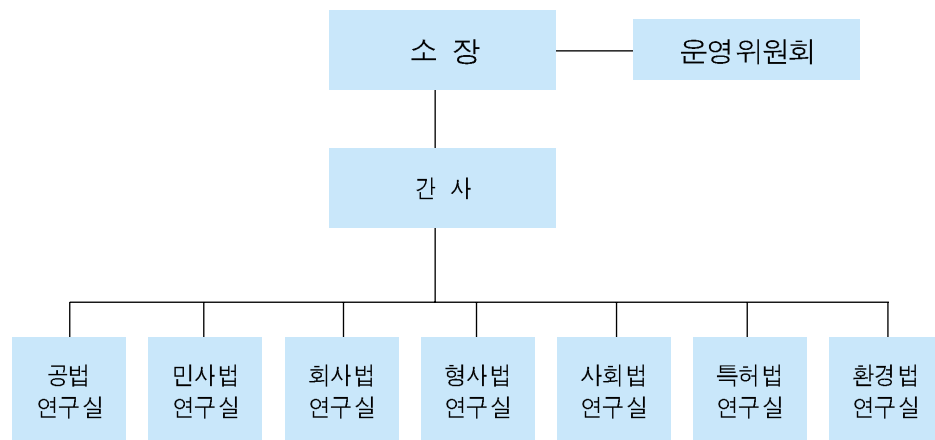 소 장
운영위원회
간 사
공법
연구실
민사법
연구실
회사법
연구실
형사법
연구실
사회법
연구실
특허법
연구실
환경법
연구실